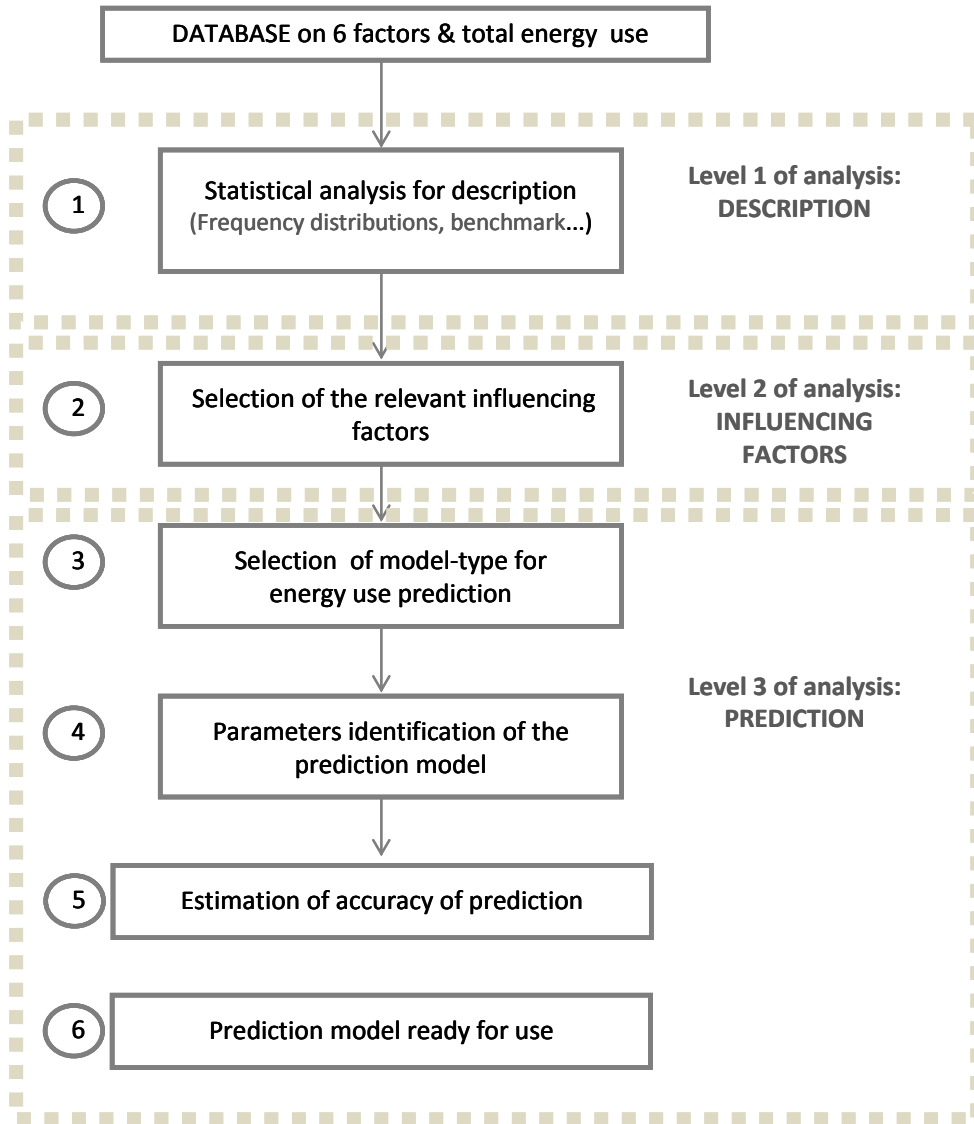 DATABASE on 6 factors & total energy use
1
Statistical analysis for description
(Frequency distributions, benchmark...)
Level 1 of analysis:
DESCRIPTION
2
Selection of the relevant influencing
factors
Level 2 of analysis:
INFLUENCING
FACTORS
3
Selection of model-type for
energy use prediction
4
Parameters identification of the
prediction model
Level 3 of analysis:
PREDICTION
5
Estimation of accuracy of prediction
6
Prediction model ready for use